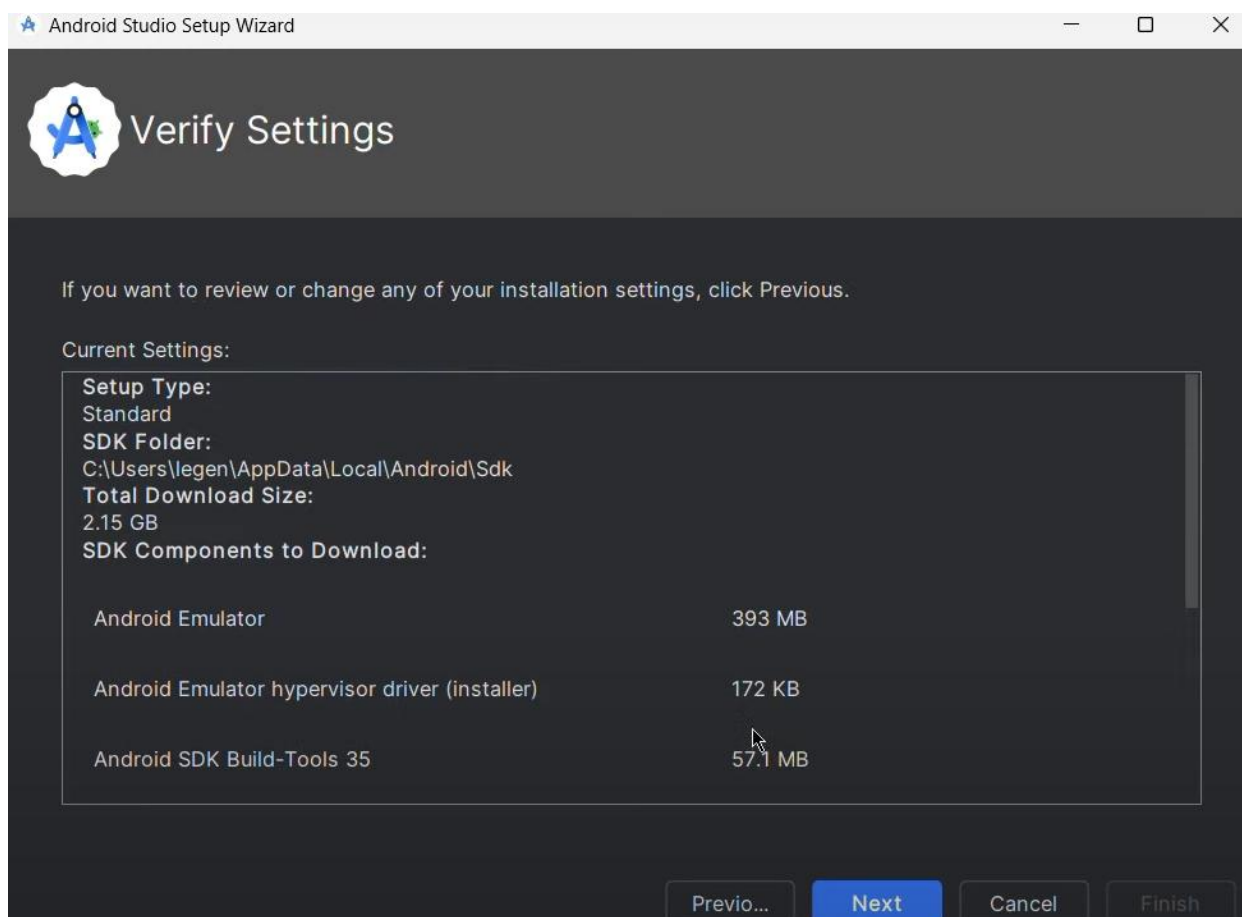 Android Studio Setup Wizard
Verify Settings
If you want to review or change any of your installation settings, click Previous.
Current Settings:
Setup Type:
Standard
SDK Folder:
C:\Users\legen\AppData\Local\Android\Sdk
Total Download Size:
2.15 GB
SDK Components to Download:
Android Emulator 393 MB
Android Emulator hypervisor driver (installer) 172 KB
Android SDK Build-Tools 35 57.1 MB
Previo... Next Cancel Finish